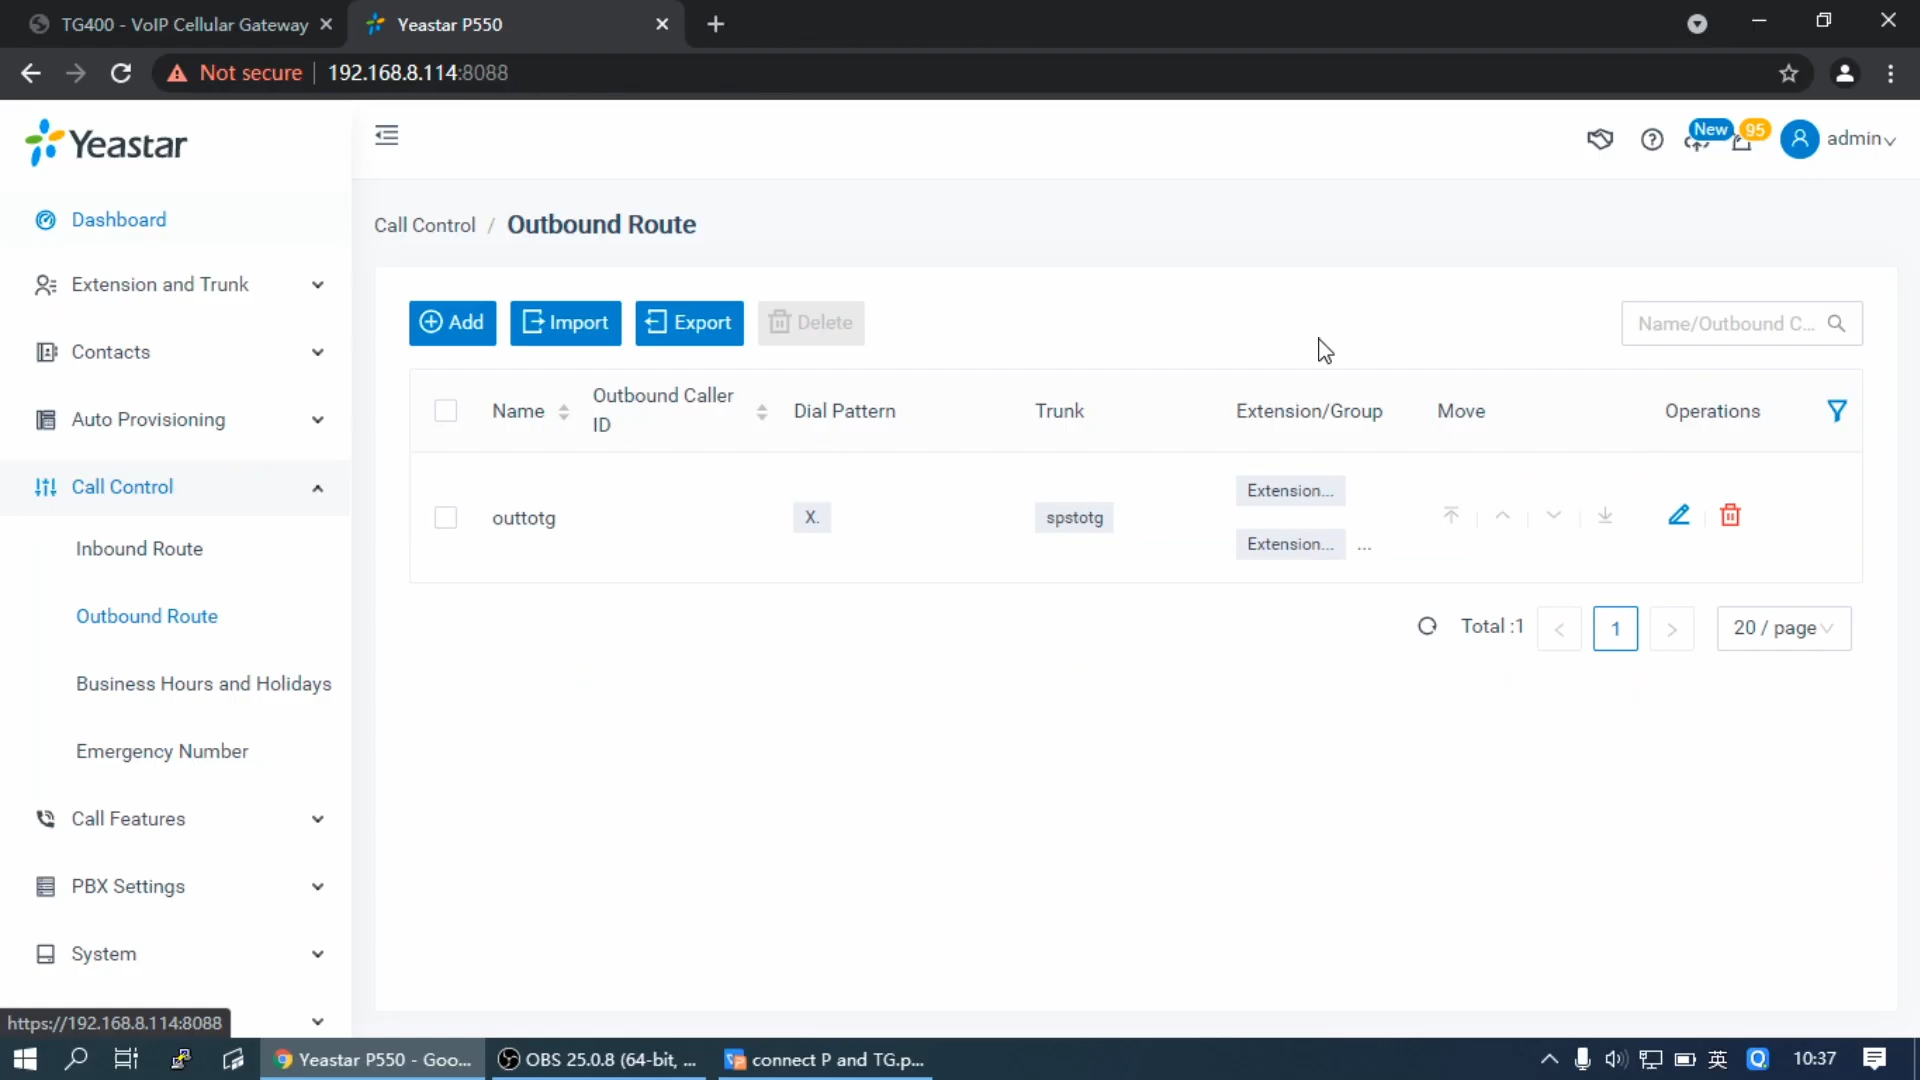 TG400 - VoIP Cellular Gateway
Yeastar P550
Not secure
192.168.8.114:8088
Yeastar
New
95
admin
Dashboard
Extension and Trunk
Contacts
Auto Provisioning
Call Control
Inbound Route
Outbound Route
Business Hours and Holidays
Emergency Number
Call Features
PBX Settings
System
Call Control / Outbound Route
Add
Import
Export
Delete
Name/Outbound C...
Name
Outbound Caller
ID
Dial Pattern
Trunk
Extension/Group
Move
Operations
outtotg
X.
spstotg
Extension...
Extension... ...
Total :1
1
20 / page
https://192.168.8.114:8088
Yeastar P550 - Goo...
OBS 25.0.8 (64-bit, ...
connect P and TG.p...
英
10:37